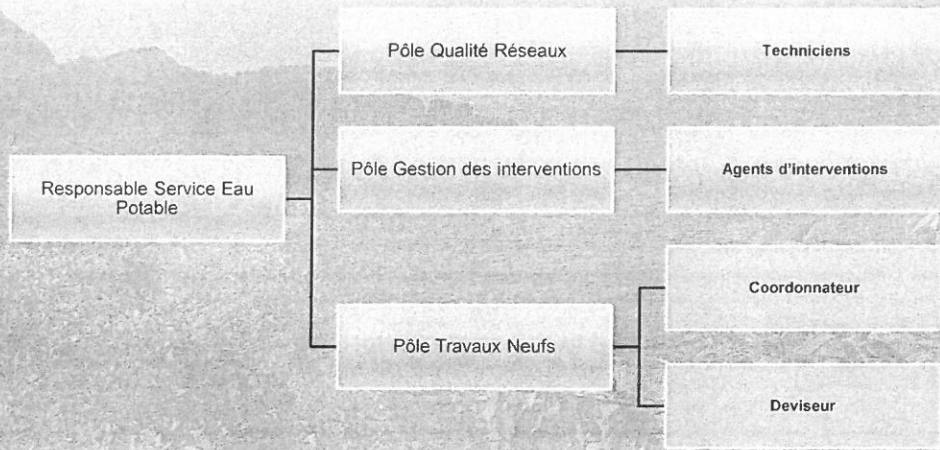 Pôle Qualité Réseaux
Techniciens
Pôle Gestion des interventions
Agents d'interventions
Responsable Service Eau
Potable
Coordonnateur
Pôle Travaux Neufs
Deviseur